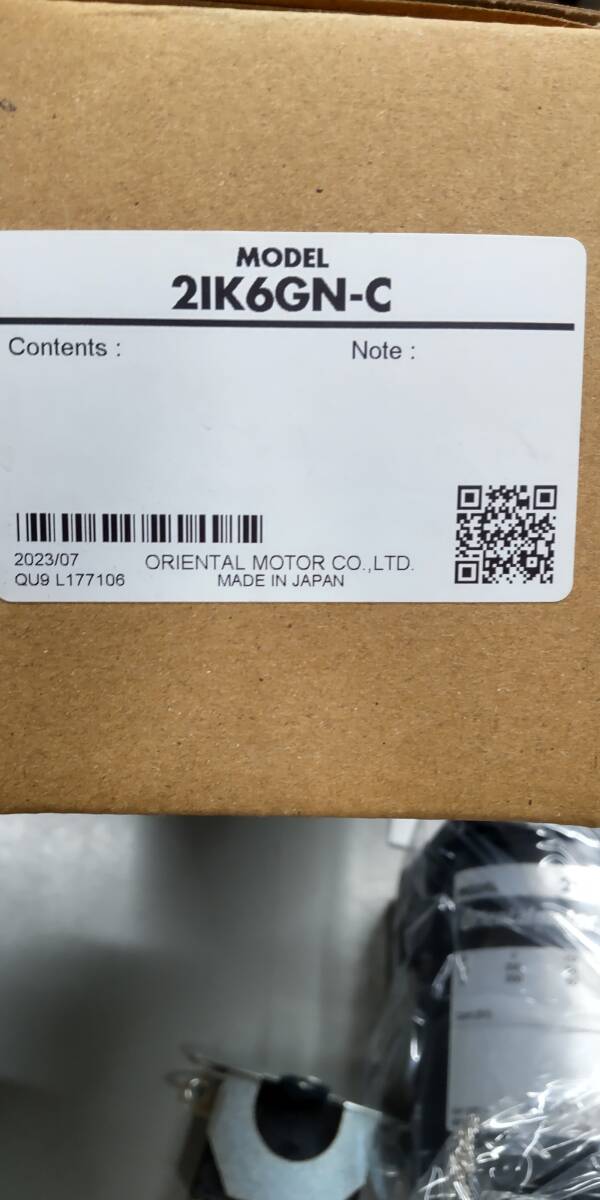 MODEL
2IK6GN-C
Contents :
Note :
2023/07
ORIENTAL MOTOR CO.,LTD.
QU9 L177106
MADE IN JAPAN